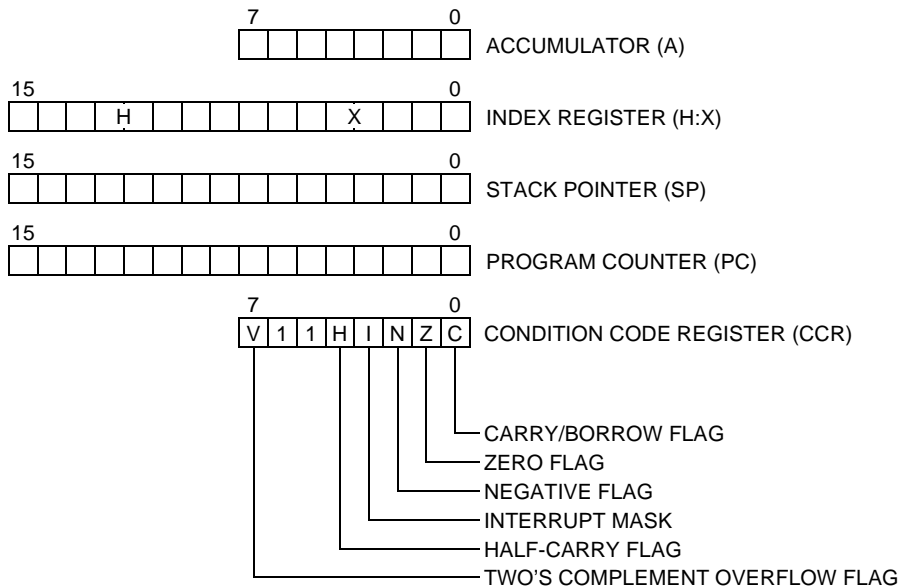 7 0
ACCUMULATOR (A)
15 0
H X INDEX REGISTER (H:X)
15 0
STACK POINTER (SP)
15 0
PROGRAM COUNTER (PC)
7 0
V 1 1 H I N Z C CONDITION CODE REGISTER (CCR)
CARRY/BORROW FLAG
ZERO FLAG
NEGATIVE FLAG
INTERRUPT MASK
HALF-CARRY FLAG
TWO'S COMPLEMENT OVERFLOW FLAG